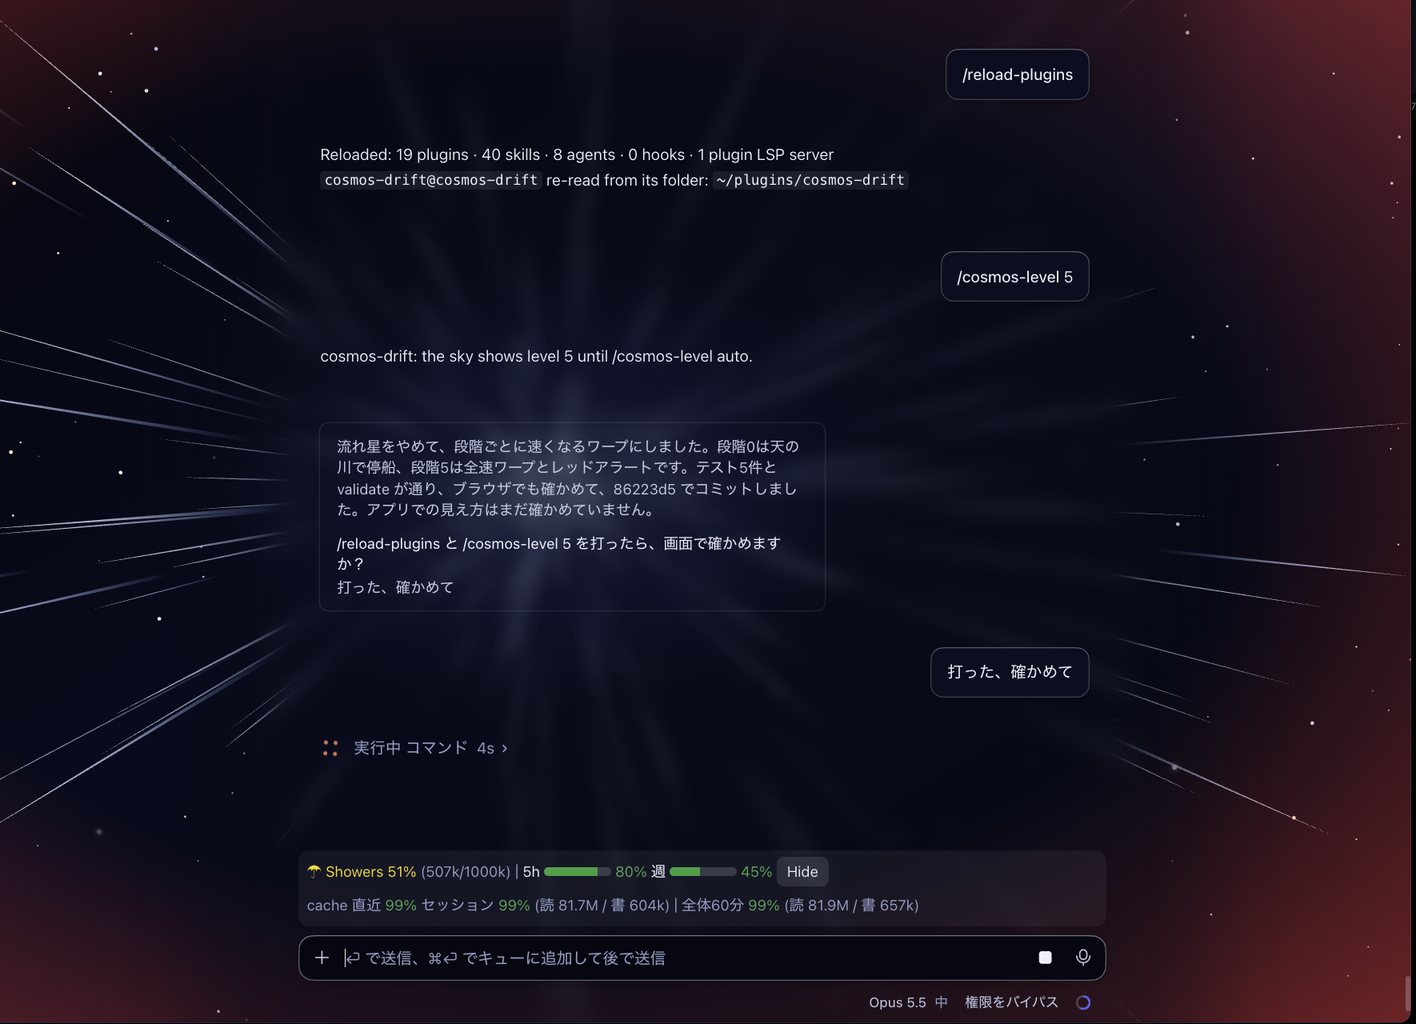 /reload-plugins
Reloaded: 19 plugins · 40 skills · 8 agents · 0 hooks · 1 plugin LSP server
cosmos-drift@cosmos-drift re-read from its folder: ~/plugins/cosmos-drift
/cosmos-level 5
cosmos-drift: the sky shows level 5 until /cosmos-level auto.
流れ星をやめて、段階ごとに速くなるワープにしました。段階0は天の
川で停船、段階5は全速ワープとレッドアラートです。テスト5件と
validate が通り、ブラウザでも確かめて、86223d5 でコミットしまし
た。アプリでの見え方はまだ確かめていません。
/reload-plugins と /cosmos-level 5 を打ったら、画面で確かめます
か？
打った、確かめて
打った、確かめて
実行中 コマンド 4s ›
Showers 51% (507k/1000k) | 5h 80% 週 45% Hide
cache 直近 99% セッション 99% (読 81.7M / 書 604k) | 全体60分 99% (読 81.9M / 書 657k)
⏎ で送信、⌘⏎ でキューに追加して後で送信
Opus 5.5 中 権限をバイパス